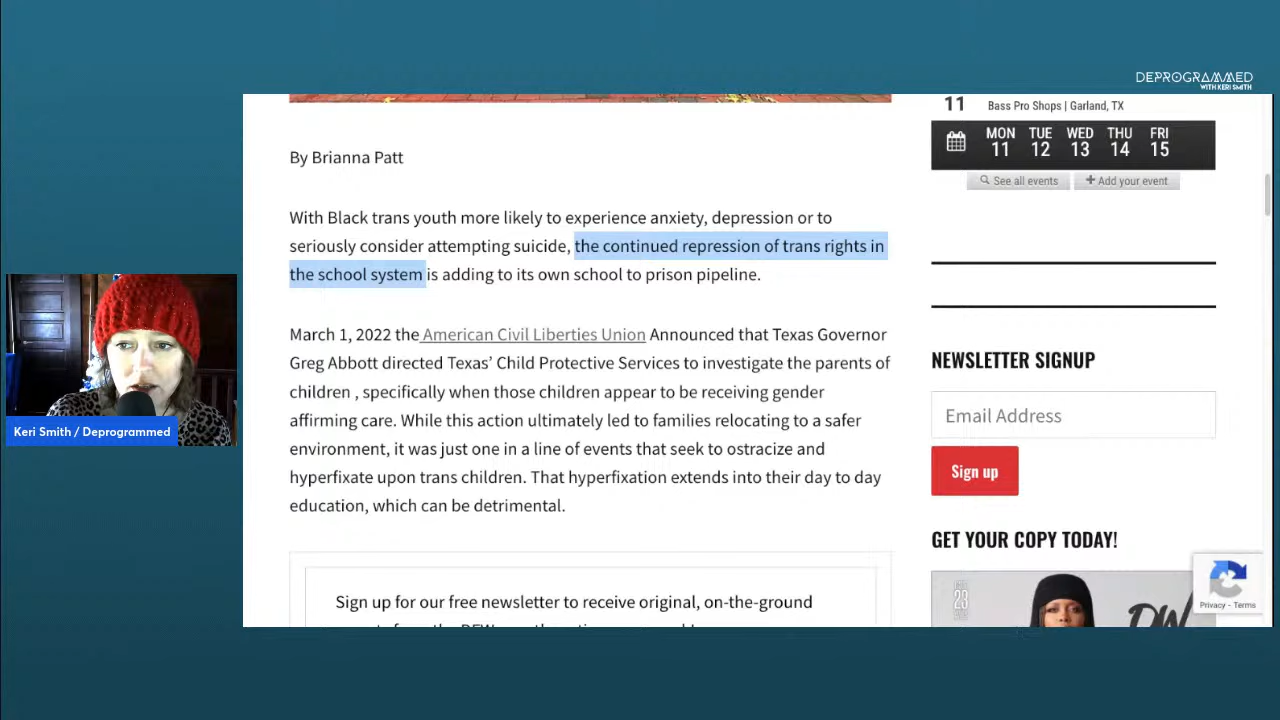 DEPROGRAMMED
WITH KERI SMITH
11
Bass Pro Shops | Garland, TX
MON TUE WED THU FRI
11 12 13 14 15
See all events
Add your event
By Brianna Patt
With Black trans youth more likely to experience anxiety, depression or to
seriously consider attempting suicide, the continued repression of trans rights in
the school system is adding to its own school to prison pipeline.
March 1, 2022 the American Civil Liberties Union Announced that Texas Governor
Greg Abbott directed Texas’ Child Protective Services to investigate the parents of
children , specifically when those children appear to be receiving gender
affirming care. While this action ultimately led to families relocating to a safer
environment, it was just one in a line of events that seek to ostracize and
hyperfixate upon trans children. That hyperfixation extends into their day to day
education, which can be detrimental.
Sign up for our free newsletter to receive original, on-the-ground
NEWSLETTER SIGNUP
Email Address
Sign up
GET YOUR COPY TODAY!
23
DW
Privacy - Terms
Keri Smith / Deprogrammed